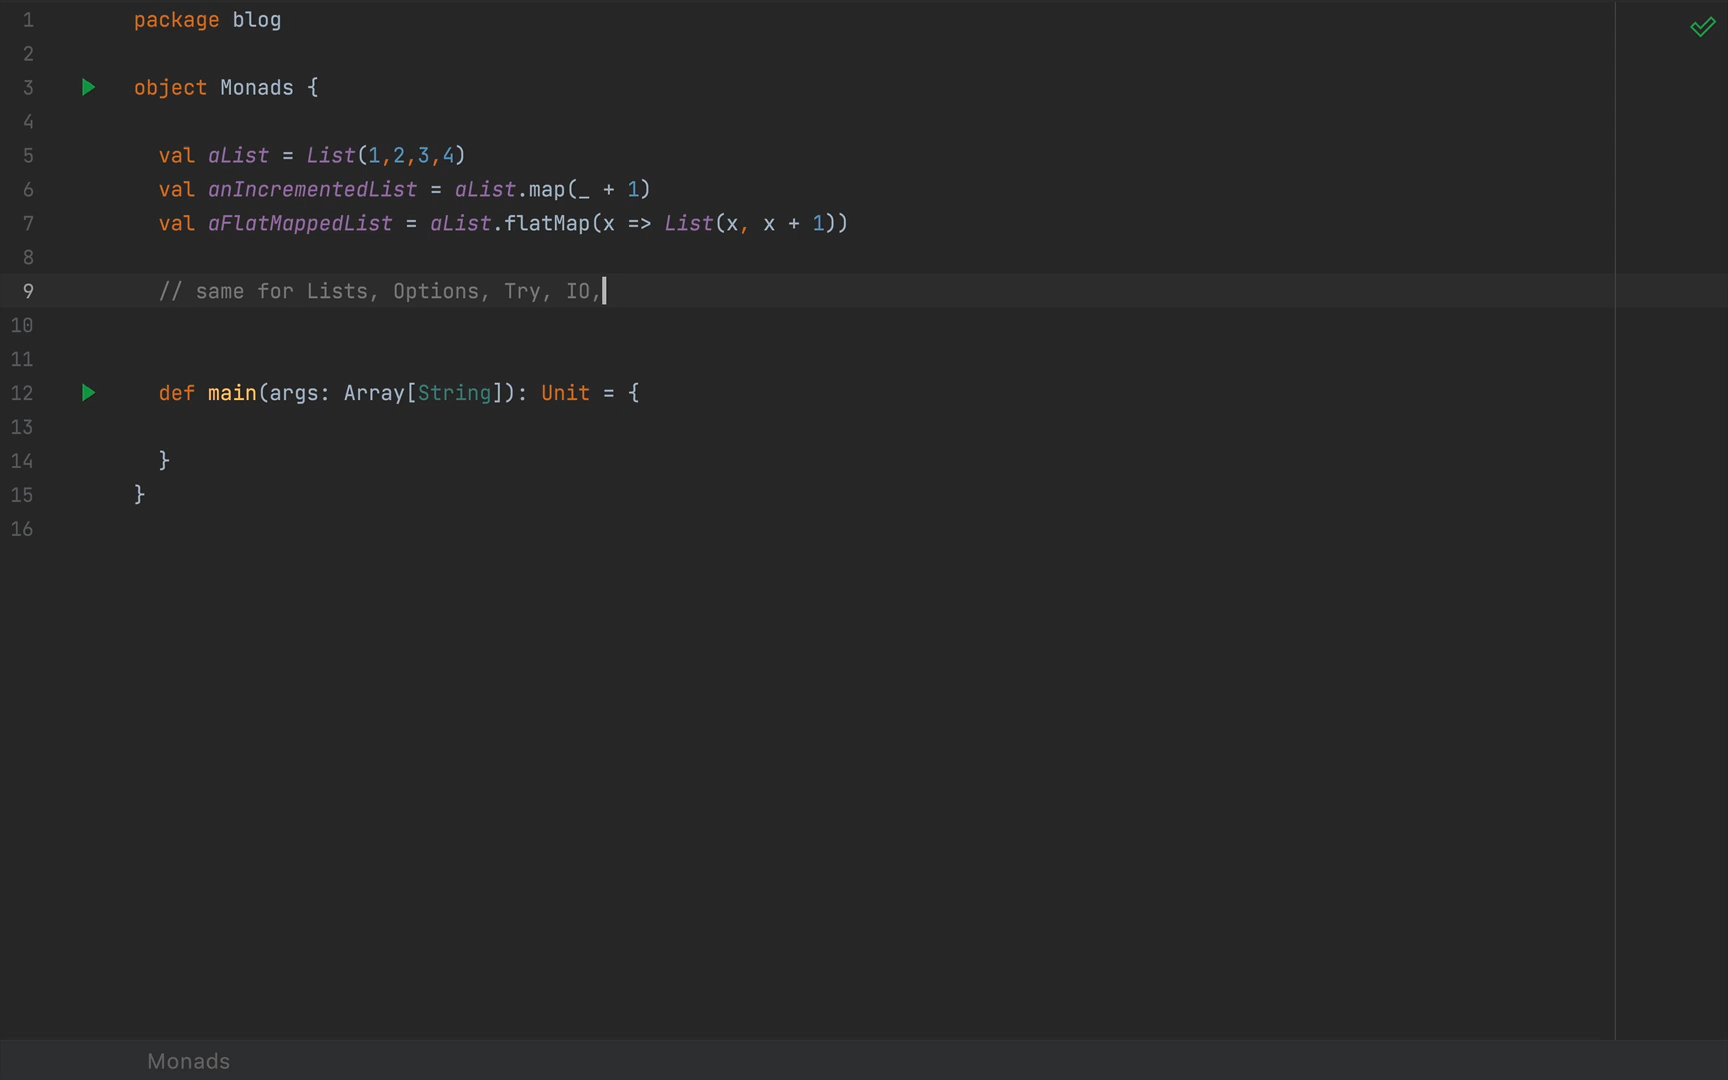 1 package blog
2
3 object Monads {
4
5 val aList = List(1,2,3,4)
6 val anIncrementedList = aList.map(_ + 1)
7 val aFlatMappedList = aList.flatMap(x => List(x, x + 1))
8
9 // same for Lists, Options, Try, IO,
10
11
12 def main(args: Array[String]): Unit = {
13
14 }
15 }
16
Monads